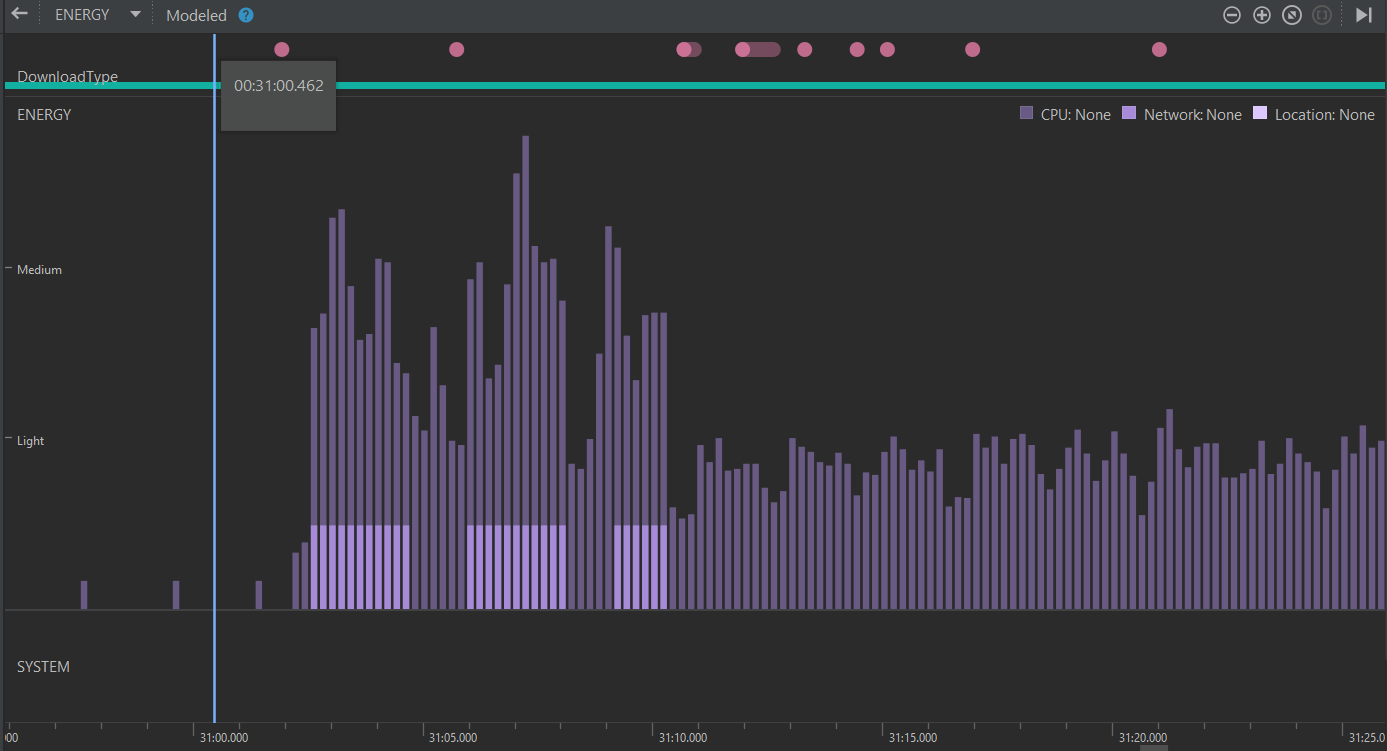 ENERGY Modeled ?
DownloadType
00:31:00.462
ENERGY CPU: None Network: None Location: None
Medium
Light
SYSTEM
000 31:00.000 31:05.000 31:10.000 31:15.000 31:20.000 31:25.0